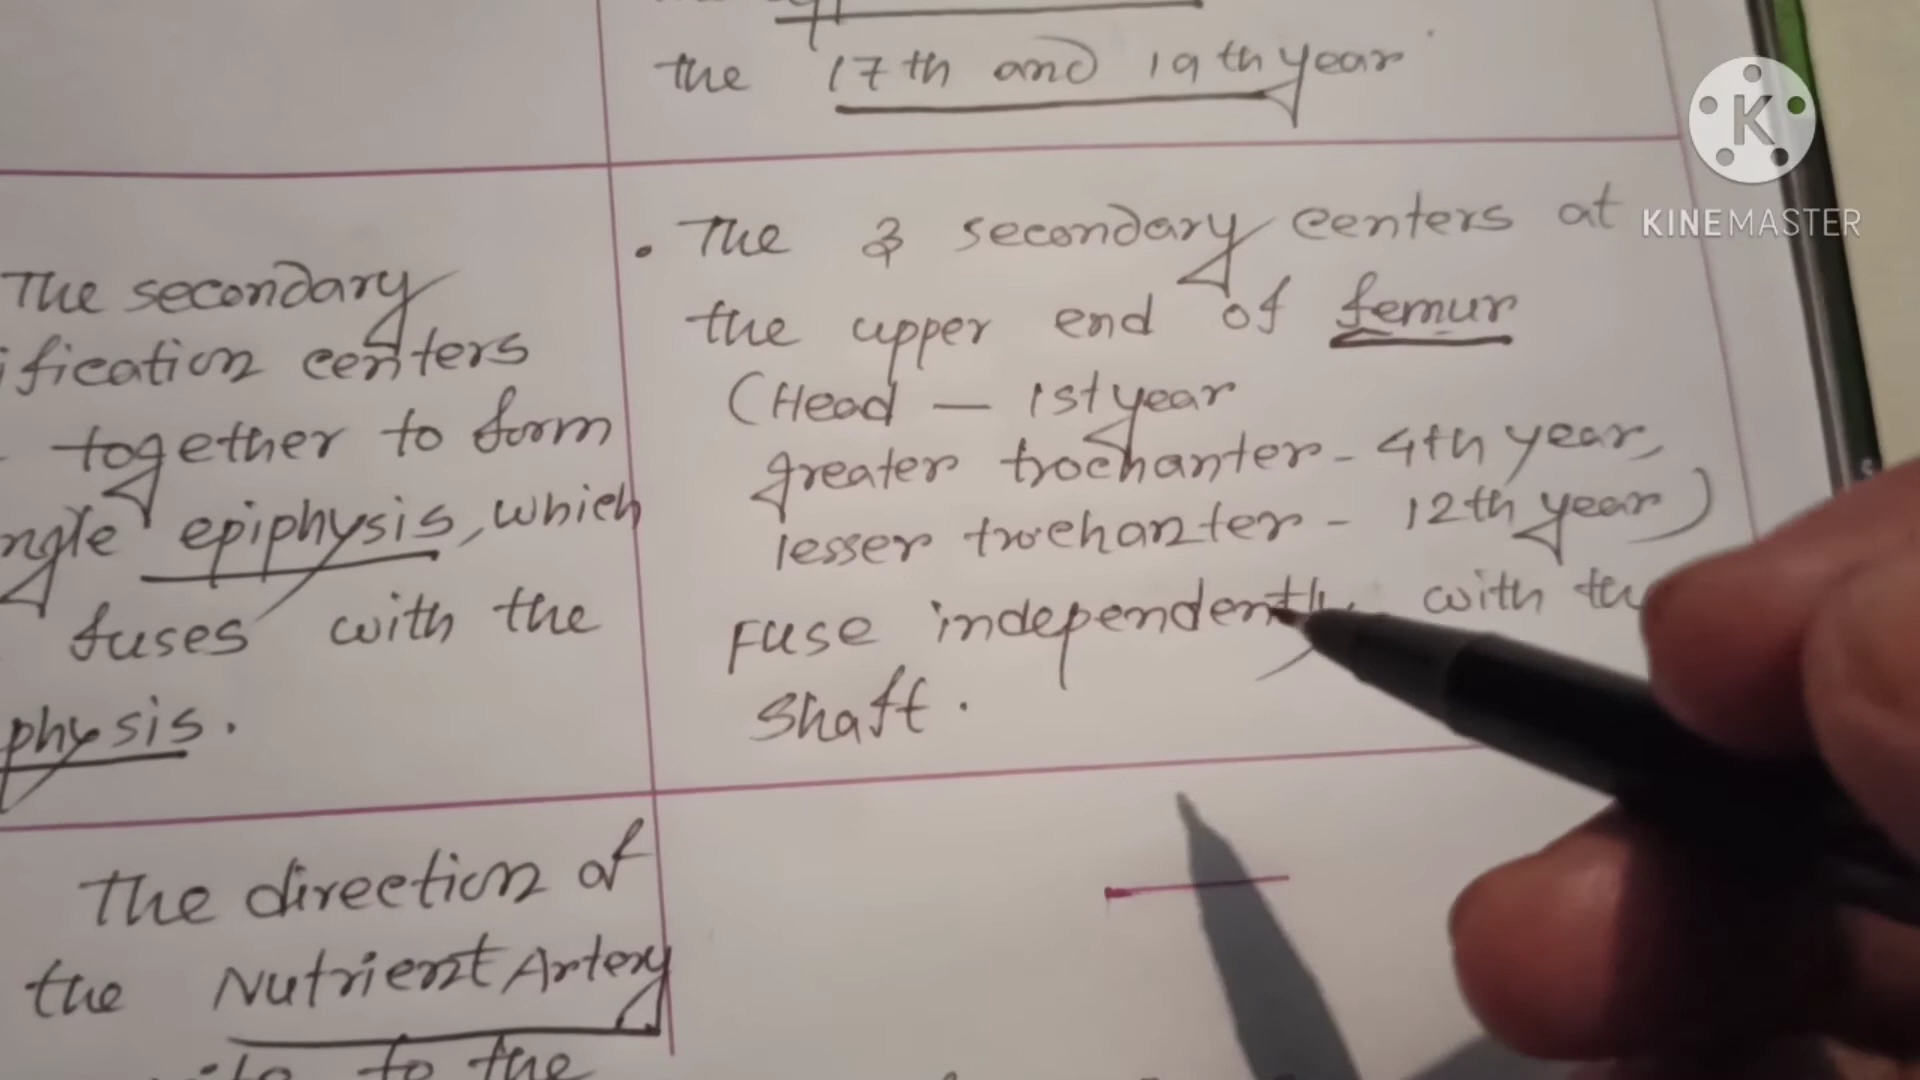 the 17th and 19th year
The secondary
ification centers
together to form
ngle epiphysis, which
fuses with the
physis.
• The 3 secondary centers at
the upper end of femur
(Head — 1st year
greater trochanter - 4th year,
lesser trochanter - 12th year)
Fuse independently with the
shaft.
The direction of
the Nutrient Artery
to the
KINEMASTER